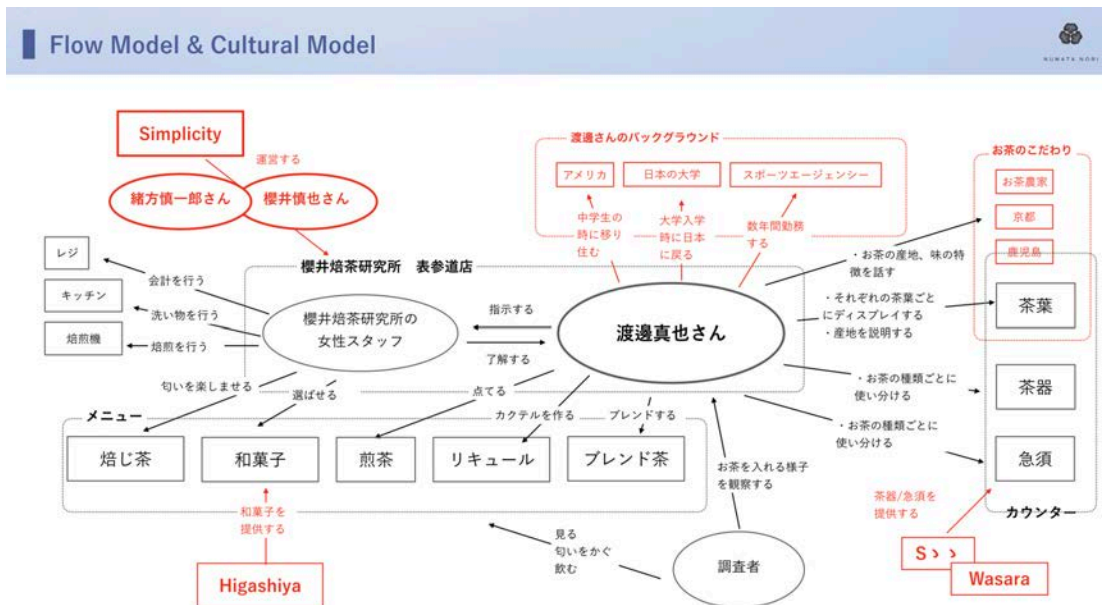 Flow Model & Cultural Model
NUMATA NORI
Simplicity
運営する
緒方慎一郎さん
櫻井慎也さん
渡邊さんのバックグラウンド
アメリカ
日本の大学
スポーツエージェンシー
中学生の
時に移り
住む
大学入学
時に日本
に戻る
数年間勤務
する
お茶のこだわり
お茶農家
京都
鹿児島
レジ
キッチン
焙煎機
会計を行う
洗い物を行う
焙煎を行う
櫻井焙茶研究所 表参道店
櫻井焙茶研究所の
女性スタッフ
指示する
了解する
渡邉真也さん
・お茶の産地、味の特
徴を話す
・それぞれの茶葉ごと
にディスプレイする
・産地を説明する
・お茶の種類ごとに
使い分ける
・お茶の種類ごとに
使い分ける
茶葉
茶器
急須
カウンター
匂いを楽しませる
選ばせる
点てる
カクテルを作る
ブレンドする
メニュー
焙じ茶
和菓子
煎茶
リキュール
ブレンド茶
お茶を入れる様子
を観察する
和菓子を
提供する
Higashiya
見る
匂いをかぐ
飲む
調査者
茶器/急須を
提供する
Sゝゝ
Wasara